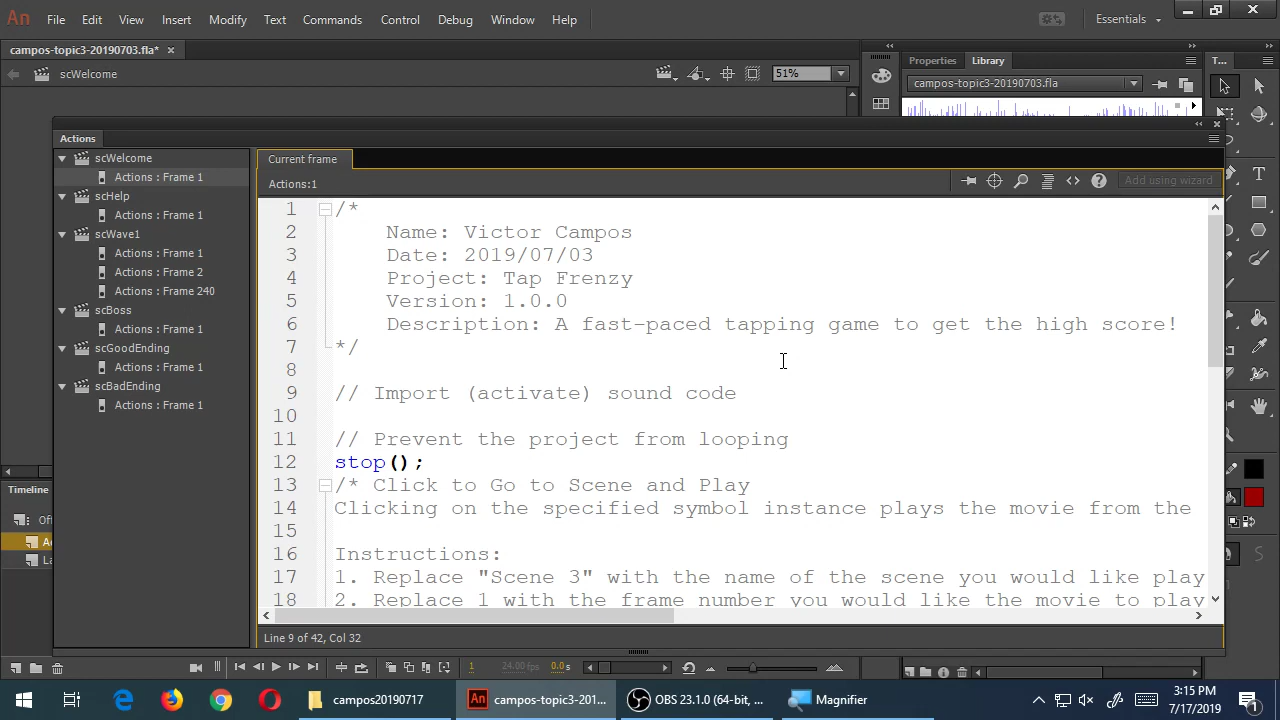 An File Edit View Insert Modify Text Commands Control Debug Window Help Essentials
campos-topic3-20190703.fla*
scWelcome 51%
Properties Library T...
campos-topic3-20190703.fla
Actions
scWelcome
Actions : Frame 1
scHelp
Actions : Frame 1
scWave1
Actions : Frame 1
Actions : Frame 2
Actions : Frame 240
scBoss
Actions : Frame 1
scGoodEnding
Actions : Frame 1
scBadEnding
Actions : Frame 1
Current frame
Actions:1 Add using wizard
1 /*
2 Name: Victor Campos
3 Date: 2019/07/03
4 Project: Tap Frenzy
5 Version: 1.0.0
6 Description: A fast-paced tapping game to get the high score!
7 */
8
9 // Import (activate) sound code
10
11 // Prevent the project from looping
12 stop();
13 /* Click to Go to Scene and Play
14 Clicking on the specified symbol instance plays the movie from the
15
16 Instructions:
17 1. Replace "Scene 3" with the name of the scene you would like play
18 2. Replace 1 with the frame number you would like the movie to play
Line 9 of 42, Col 32
Timeline
1 24.00fps 0.0s
campos20190717 campos-topic3-201... OBS 23.1.0 (64-bit, ... Magnifier
3:15 PM
7/17/2019
1